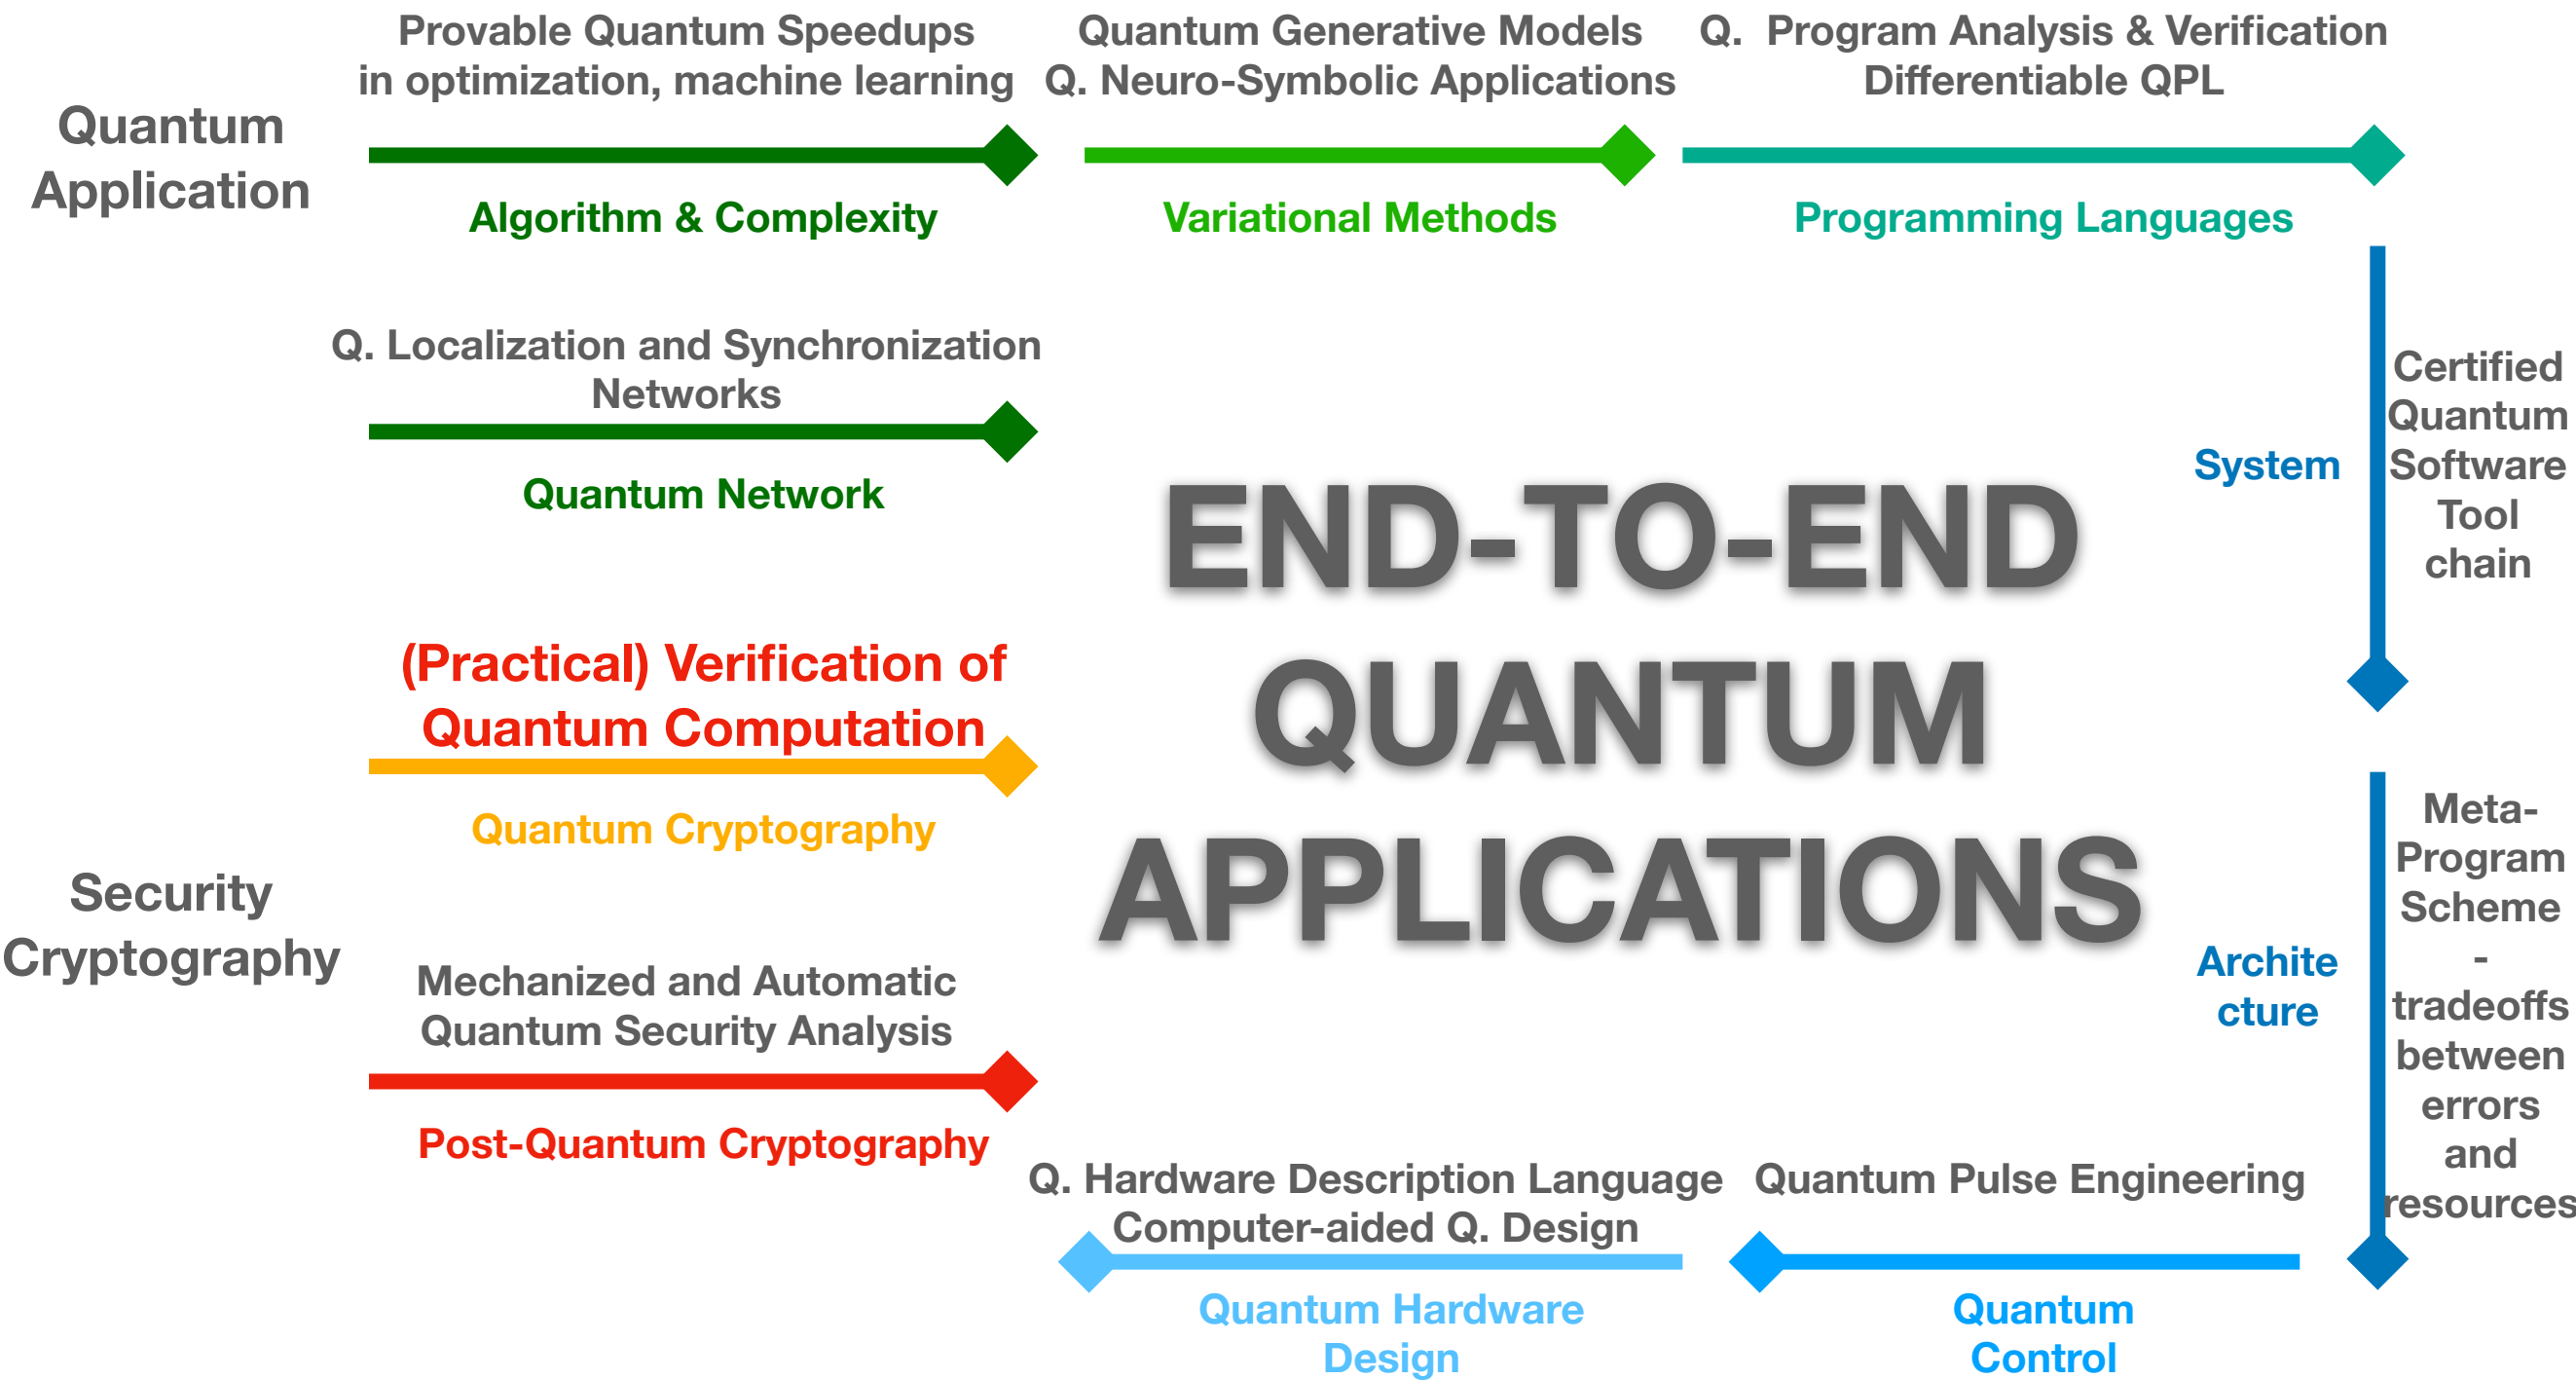 Provable Quantum Speedups
in optimization, machine learning
Quantum Generative Models
Q. Neuro-Symbolic Applications
Q. Program Analysis & Verification
Differentiable QPL
Quantum
Application
Algorithm & Complexity
Variational Methods
Programming Languages
Q. Localization and Synchronization
Networks
Quantum Network
System
Certified
Quantum
Software
Tool
chain
END-TO-END
QUANTUM
APPLICATIONS
(Practical) Verification of
Quantum Computation
Quantum Cryptography
Security
Cryptography
Mechanized and Automatic
Quantum Security Analysis
Post-Quantum Cryptography
Archite
cture
Meta-
Program
Scheme
-
tradeoffs
between
errors
and
resources
Q. Hardware Description Language
Computer-aided Q. Design
Quantum Hardware
Design
Quantum Pulse Engineering
Quantum
Control